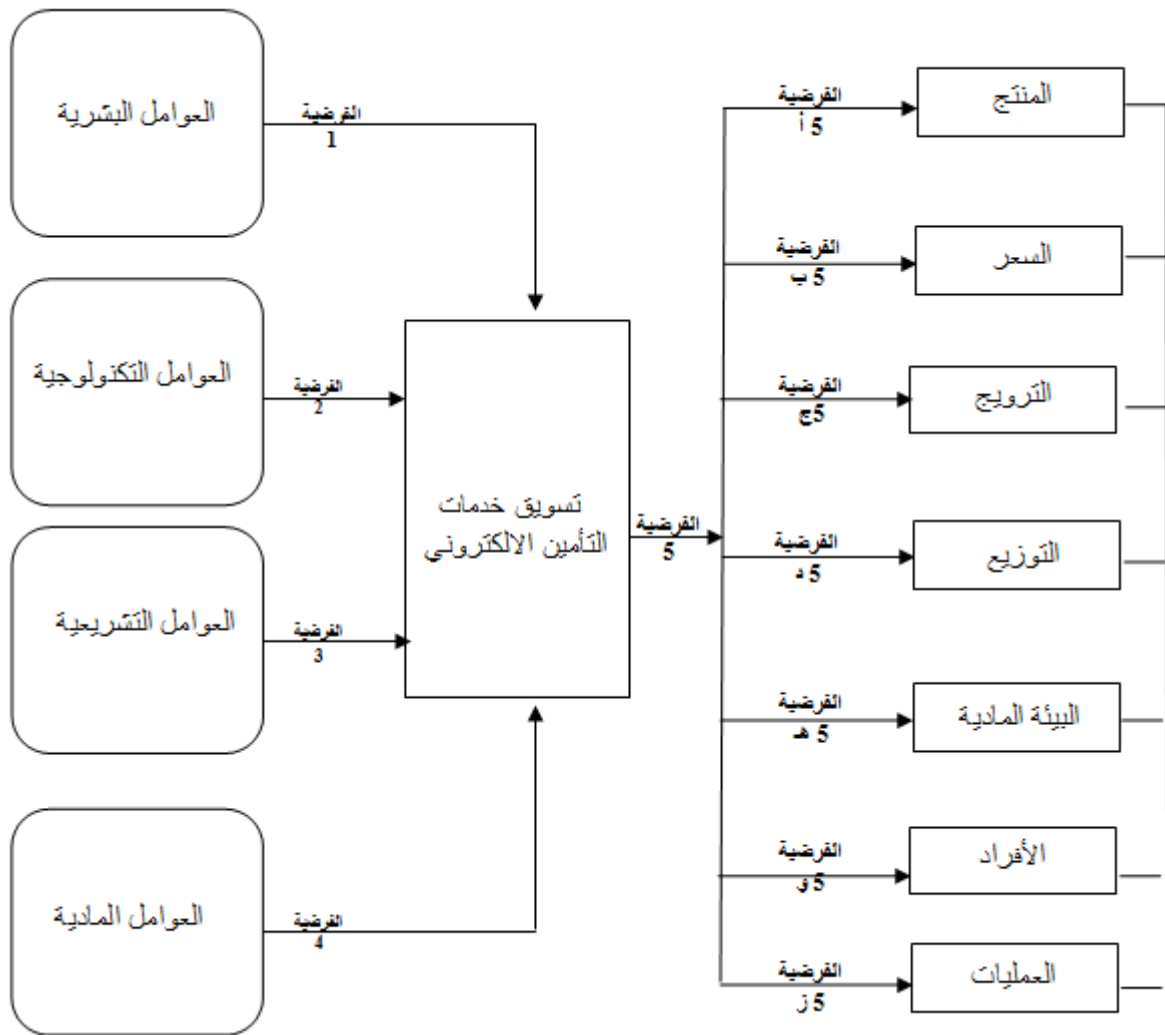 العوامل البشرية
الفرضية
1
العوامل التكنولوجية
الفرضية
2
العوامل التشريعية
الفرضية
3
العوامل المادية
الفرضية
4
تسويق خدمات
التأمين الالكتروني
الفرضية
5
الفرضية
5 أ
المنتج
الفرضية
5 ب
السعر
الفرضية
5ج
الترويج
الفرضية
5 د
التوزيع
الفرضية
5 هـ
البيئة المادية
الفرضية
5 و
الأفراد
الفرضية
5 ز
العمليات